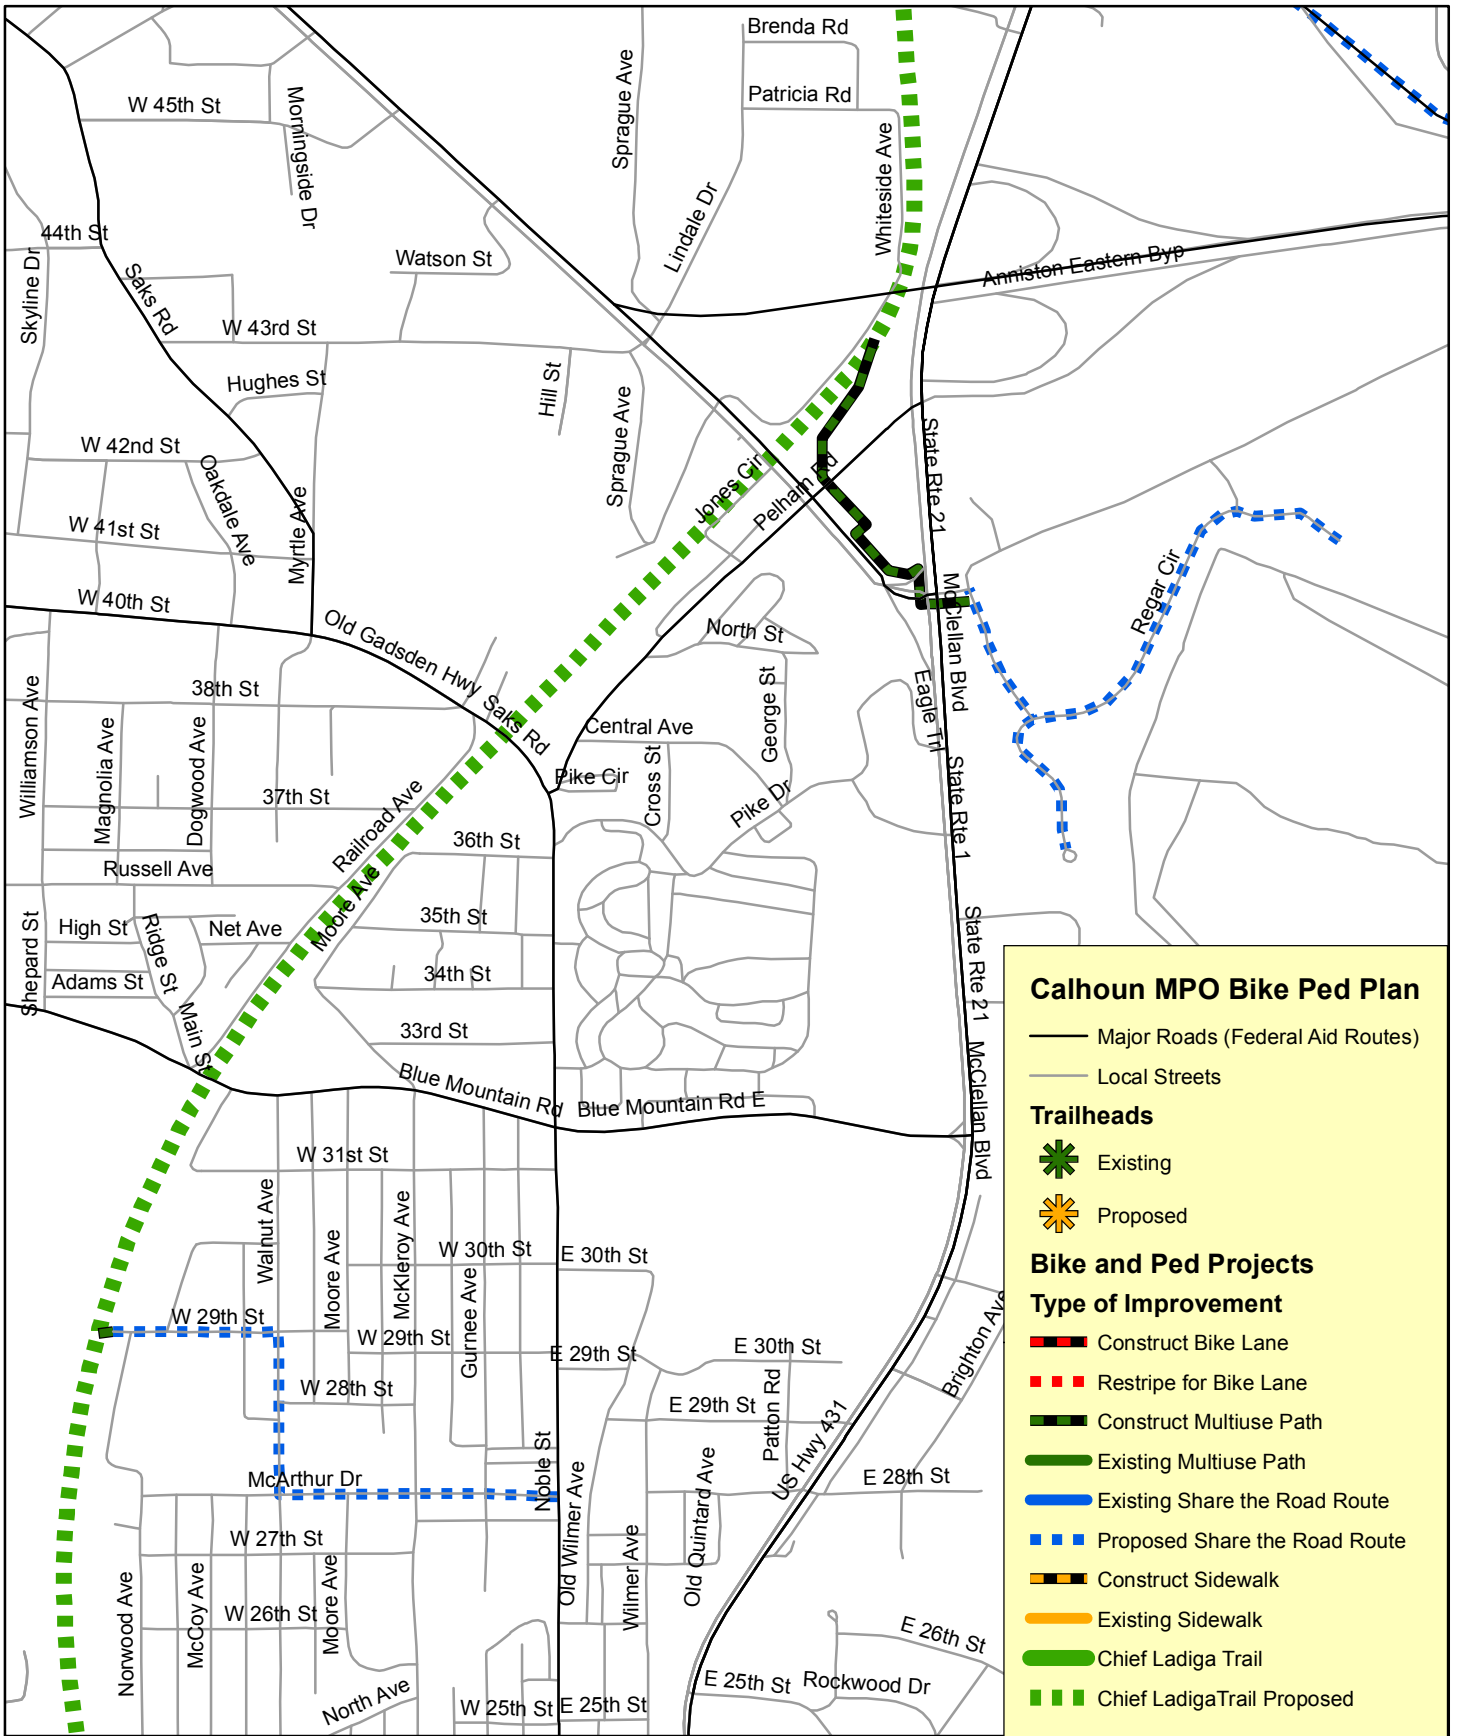 Brenda Rd
Patricia Rd
Sprague Ave
W 45th St
Morningside Dr
Whiteside Ave
Lindale Dr
44th St
Watson St
Skyline Dr
Saks Rd
Anniston Eastern Byp
W 43rd St
Hughes St
Hill St
Sprague Ave
W 42nd St
Oakdale Ave
Myrtle Ave
W 41st St
Jones Cir
Pelham Rd
State Rte 21
W 40th St
Old Gadsden Hwy
Saks Rd
North St
McClellan Blvd
Regar Cir
Williamson Ave
38th St
Magnolia Ave
Dogwood Ave
Central Ave
George St
Eagle Trl
37th St
Railroad Ave
Pike Cir
Cross St
Pike Dr
State Rte 1
36th St
Russell Ave
Moore Ave
Shepard St
High St
Ridge St
Net Ave
35th St
State Rte 21
Adams St
34th St
Main St
33rd St
Blue Mountain Rd
Blue Mountain Rd E
McClellan Blvd
W 31st St
Walnut Ave
Moore Ave
McKleroy Ave
W 30th St
E 30th St
Gurnee Ave
W 29th St
W 29th St
E 29th St
E 30th St
Brighton Ave
W 28th St
Patton Rd
E 29th St
US Hwy 431
McArthur Dr
Noble St
Old Wilmer Ave
Old Quintard Ave
E 28th St
W 27th St
Norwood Ave
McCoy Ave
Moore Ave
Wilmer Ave
W 26th St
E 26th St
North Ave
W 25th St
E 25th St
E 25th St
Rockwood Dr
Calhoun MPO Bike Ped Plan
Major Roads (Federal Aid Routes)
Local Streets
Trailheads
Existing
Proposed
Bike and Ped Projects
Type of Improvement
Construct Bike Lane
Restripe for Bike Lane
Construct Multiuse Path
Existing Multiuse Path
Existing Share the Road Route
Proposed Share the Road Route
Construct Sidewalk
Existing Sidewalk
Chief Ladiga Trail
Chief LadigaTrail Proposed